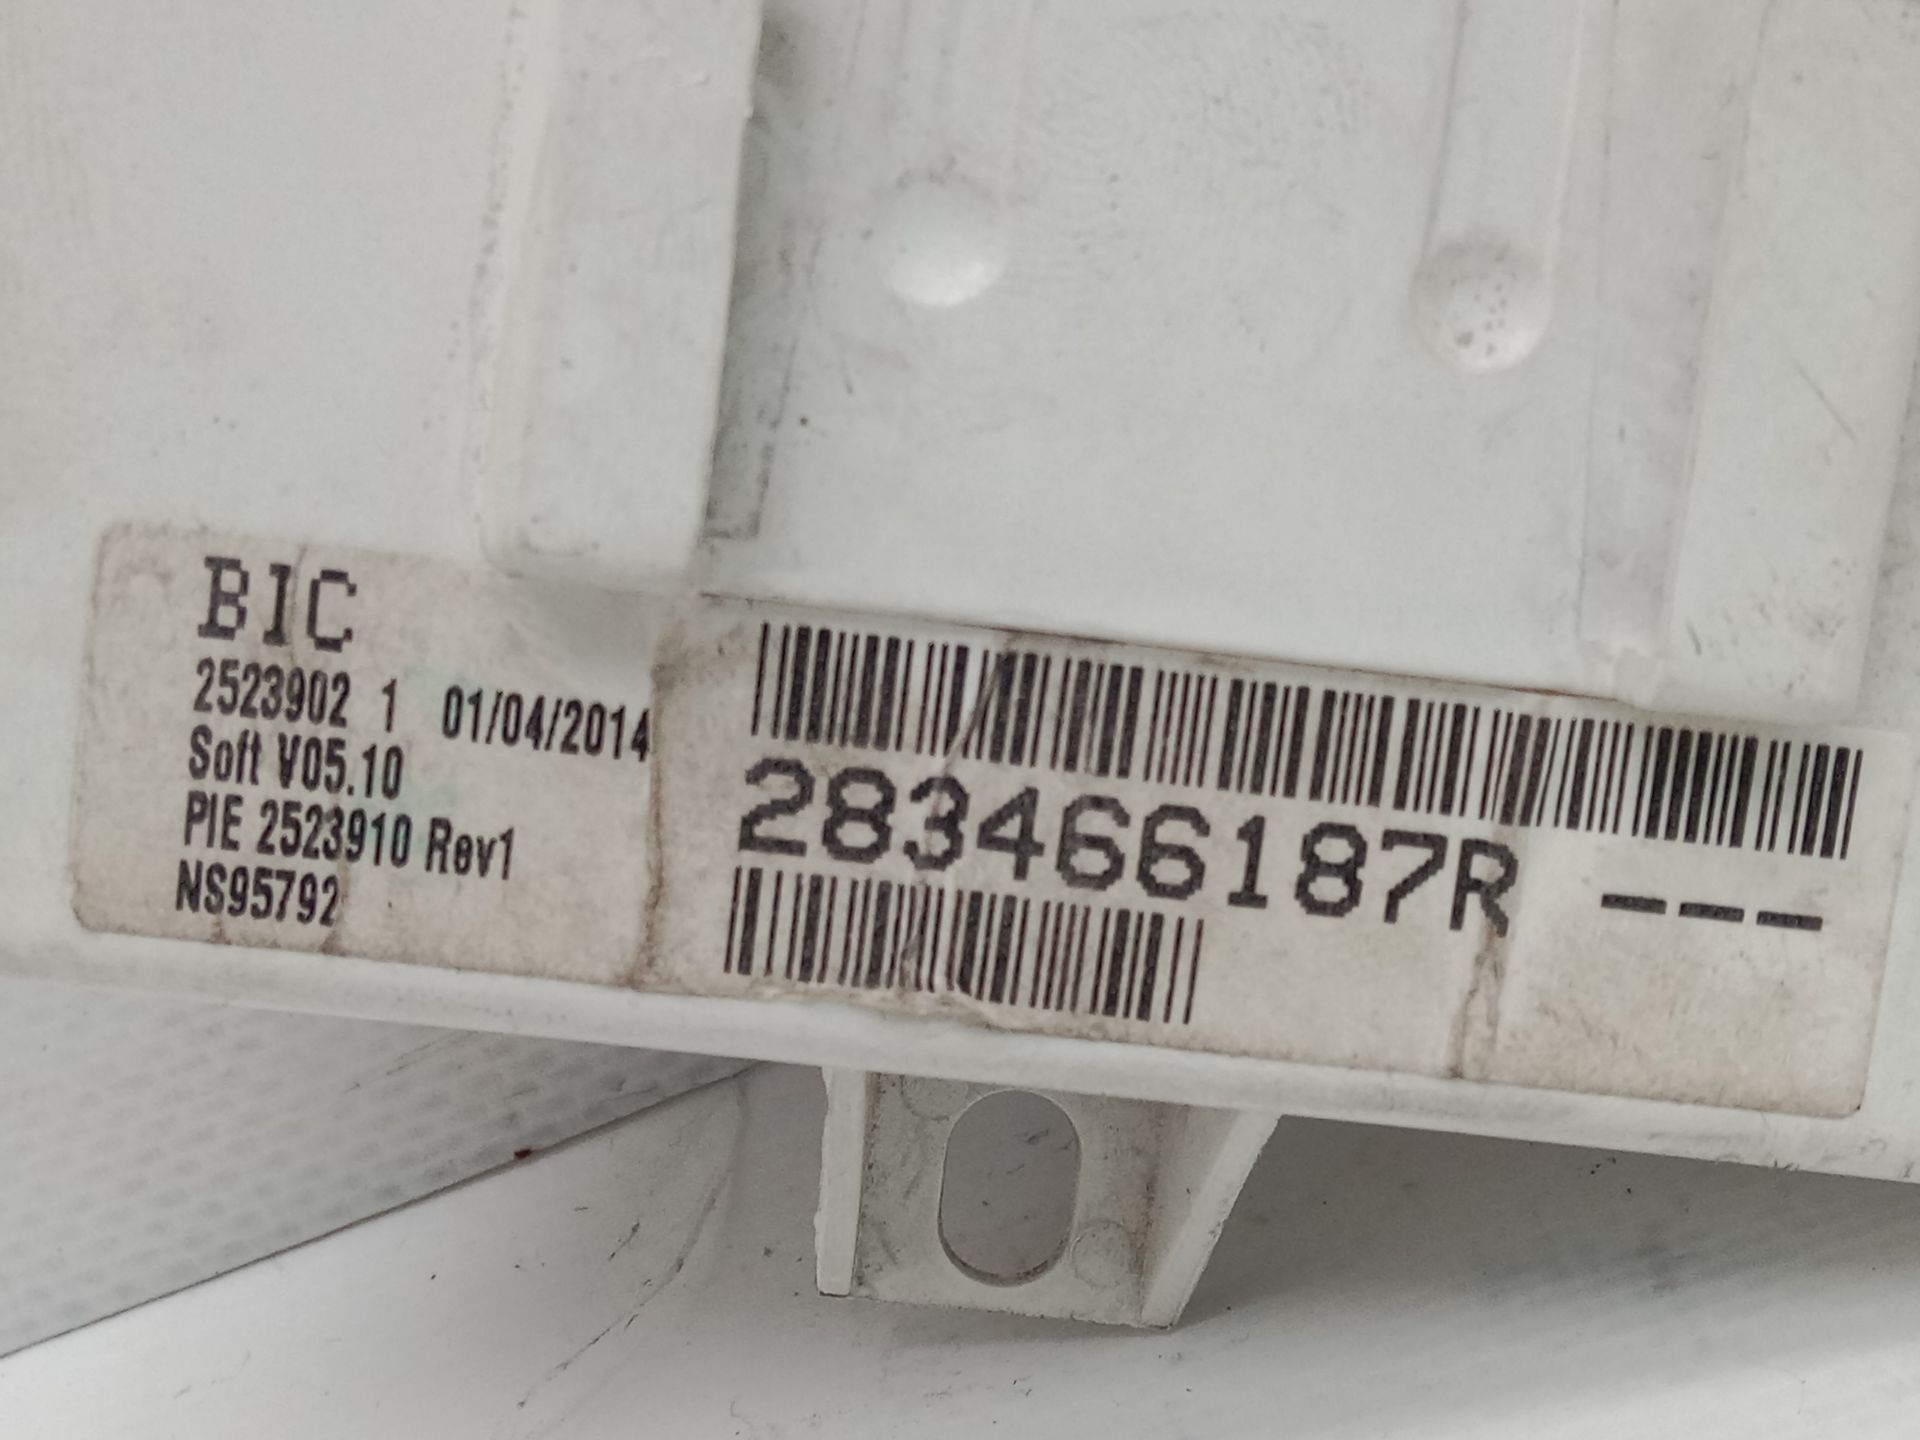 BIC
2523902 1 01/04/2014
Soft V05.10
PIE 2523910 Rev1
NS95792
283466187R ---